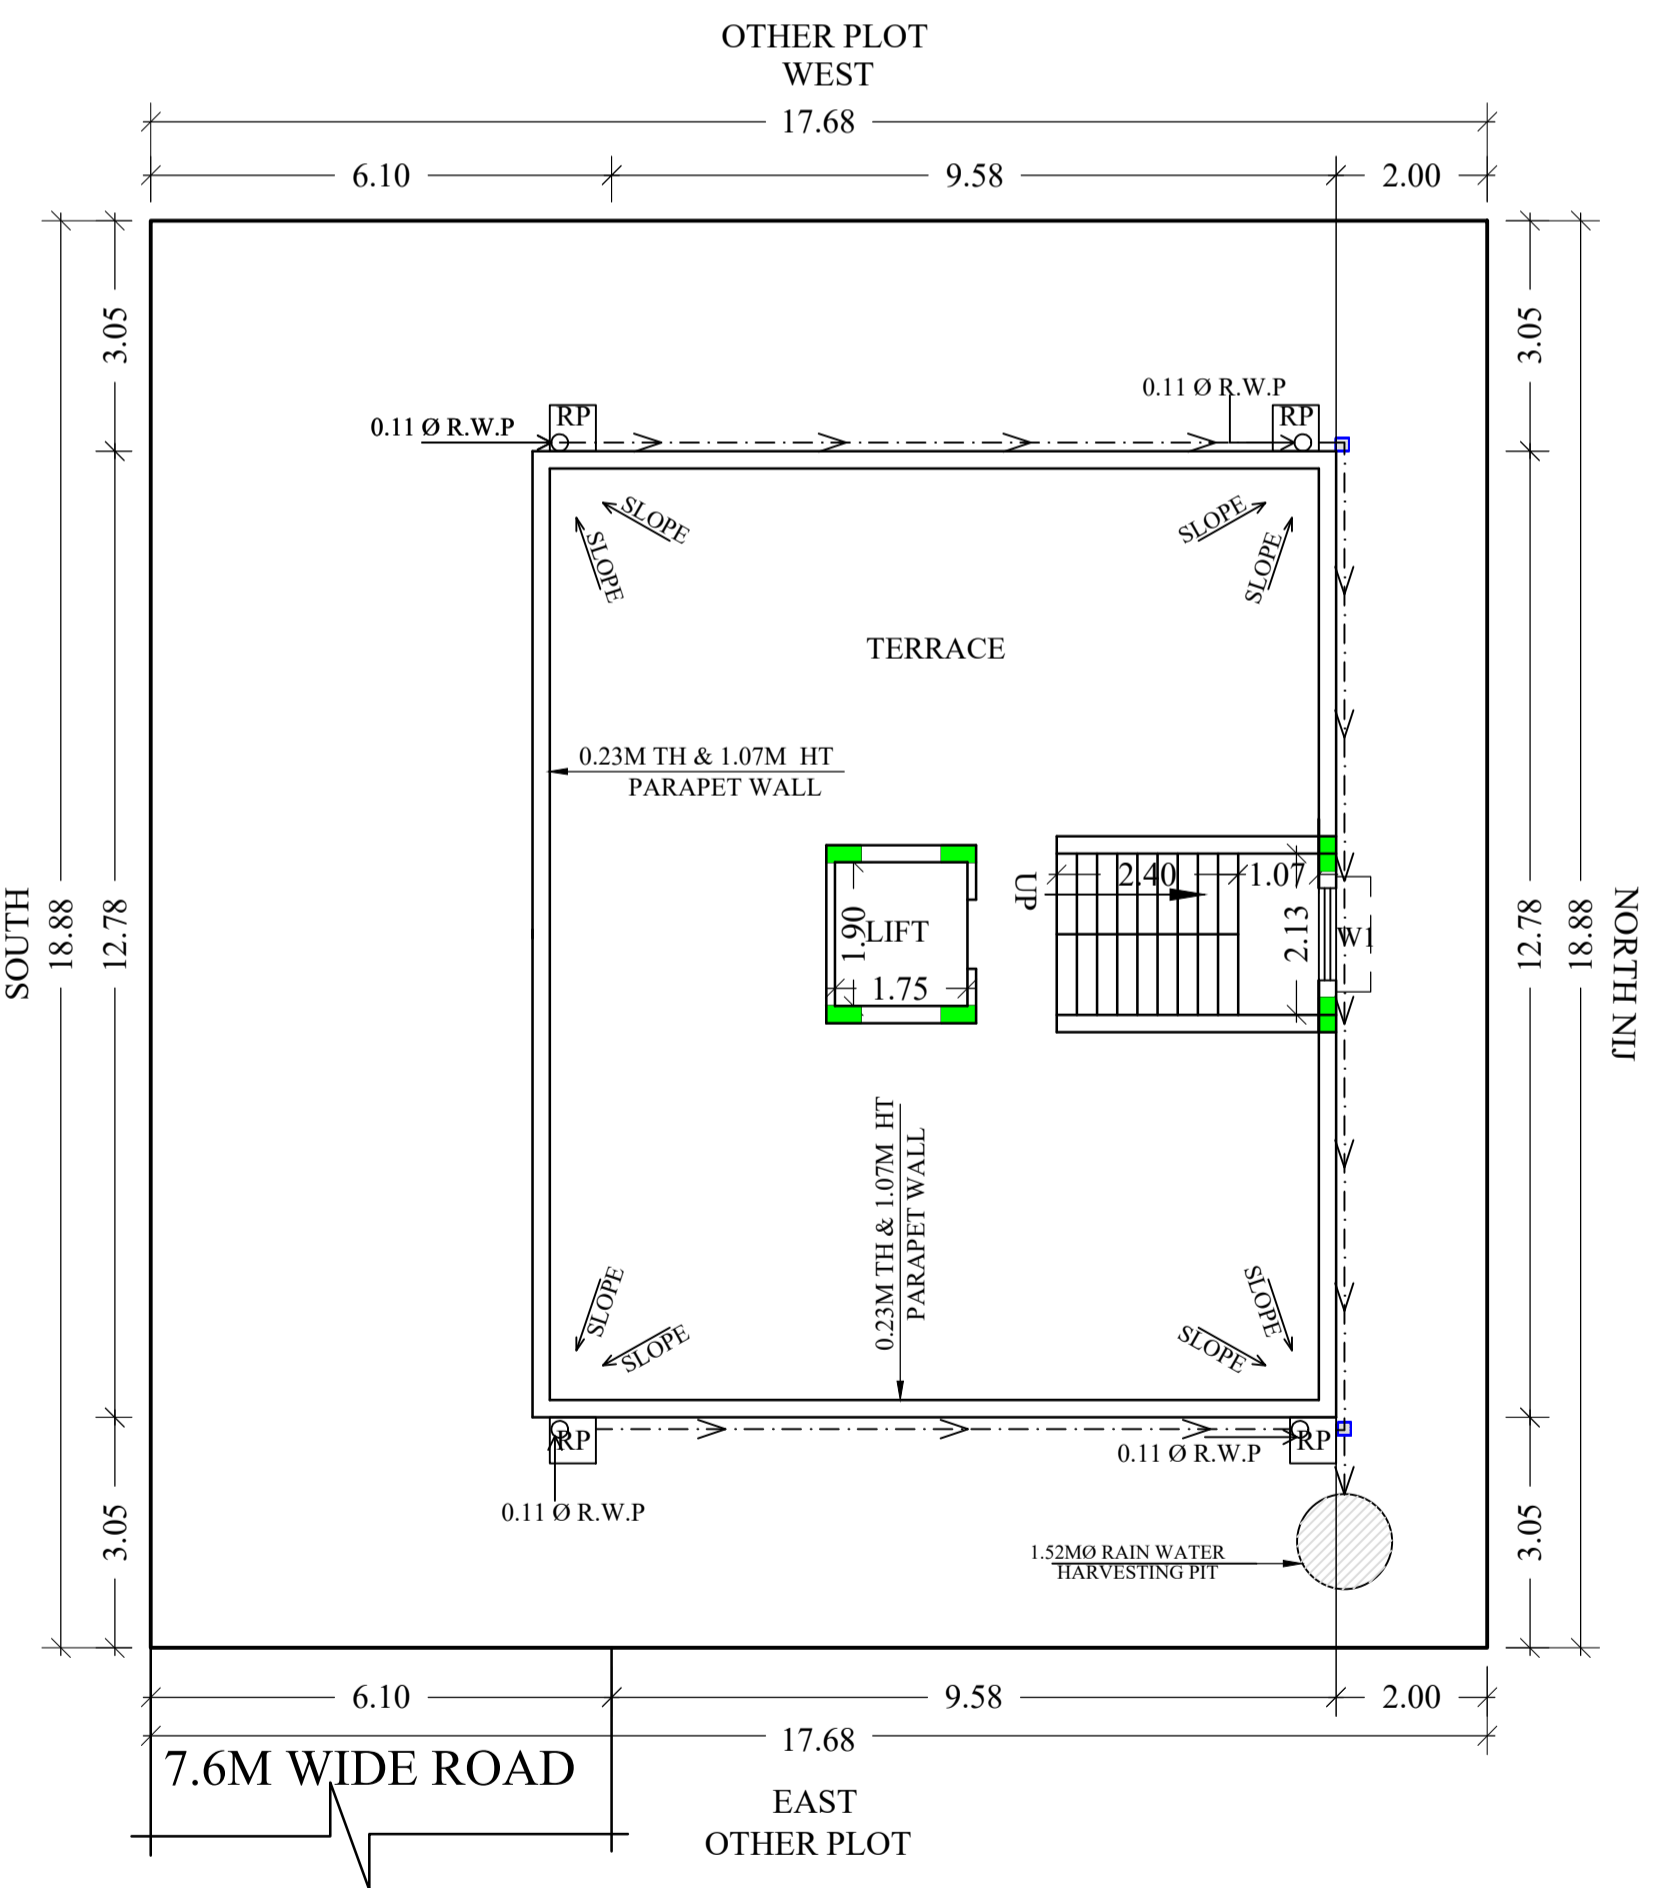 OTHER PLOT
WEST
17.68
6.10
9.58
2.00
3.05
3.05
0.11 Ø R.W.P
RP
0.11 Ø R.W.P
RP
SLOPE
SLOPE
SLOPE
SLOPE
TERRACE
0.23M TH & 1.07M HT
PARAPET WALL
SOUTH
18.88
12.78
LIFT
1.90
1.75
UP
2.40
1.07
2.13
W1
12.78
18.88
NORTH NIJ
0.23M TH & 1.07M HT
PARAPET WALL
SLOPE
SLOPE
SLOPE
SLOPE
RP
0.11 Ø R.W.P
RP
0.11 Ø R.W.P
3.05
3.05
1.52MØ RAIN WATER
HARVESTING PIT
6.10
9.58
2.00
17.68
7.6M WIDE ROAD
EAST
OTHER PLOT